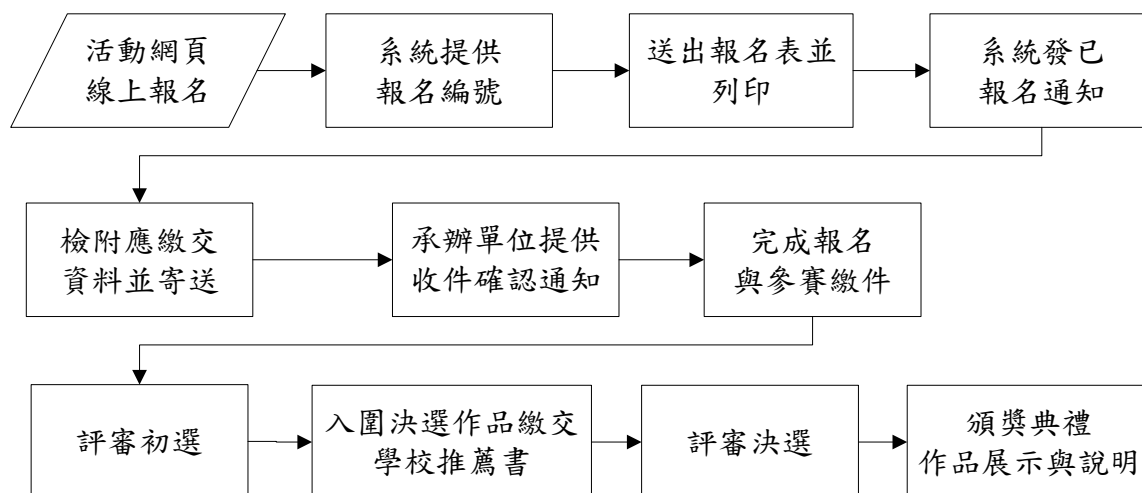 活動網頁
線上報名
系統提供
報名編號
送出報名表並
列印
系統發已
報名通知
檢附應繳交
資料並寄送
承辦單位提供
收件確認通知
完成報名
與參賽繳件
評審初選
入圍決選作品繳交
學校推薦書
評審決選
頒獎典禮
作品展示與說明